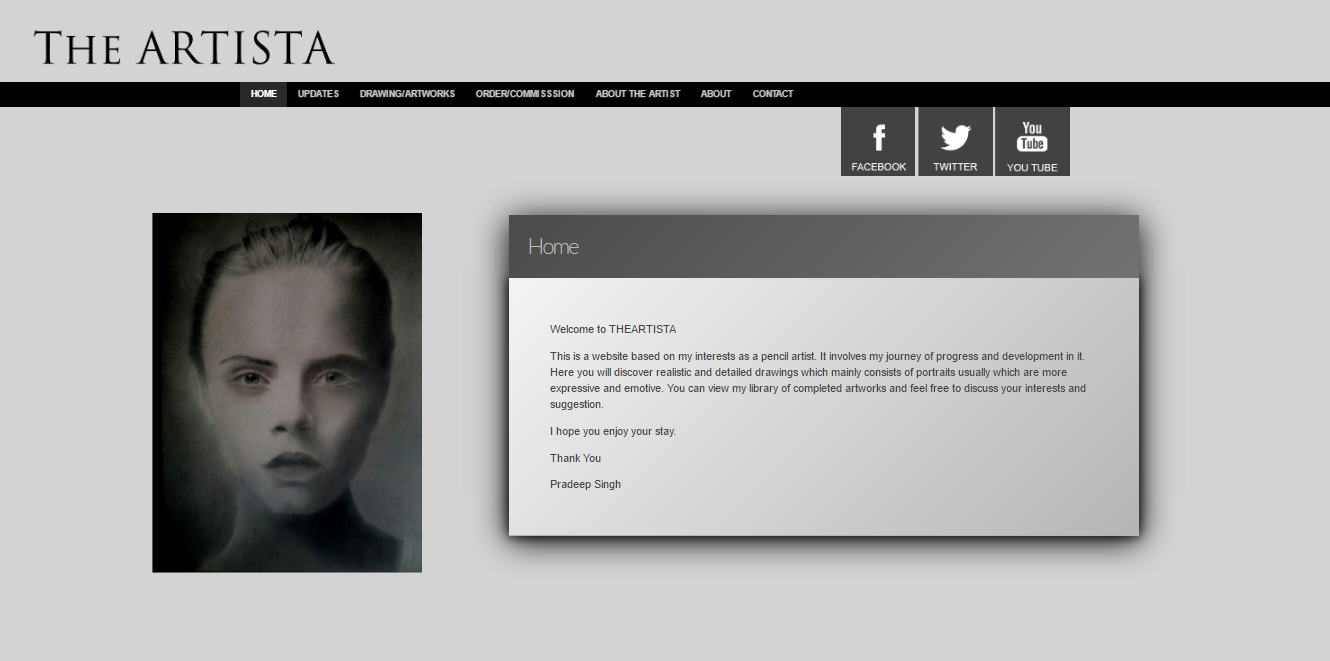 THE ARTISTA
HOME UPDATES DRAWING/ARTWORKS ORDER/COMMISSSION ABOUT THE ARTIST ABOUT CONTACT
FACEBOOK TWITTER You Tube YOU TUBE
Home
Welcome to THEARTISTA
This is a website based on my interests as a pencil artist. It involves my journey of progress and development in it.
Here you will discover realistic and detailed drawings which mainly consists of portraits usually which are more
expressive and emotive. You can view my library of completed artworks and feel free to discuss your interests and
suggestion.
I hope you enjoy your stay.
Thank You
Pradeep Singh